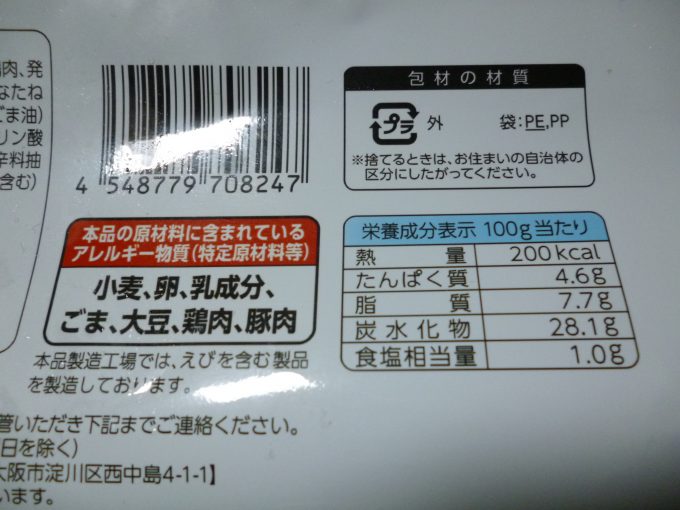 肉、発
なたね
ごま油)
リン酸
辛料抽
含む)
4 548779 708247
包材の材質
プラ 外 袋:PE,PP
※捨てるときは、お住まいの自治体の
区分にしたがってください。
本品の原材料に含まれている
アレルギー物質(特定原材料等)
小麦、卵、乳成分、
ごま、大豆、鶏肉、豚肉
本品製造工場では、えびを含む製品
を製造しております。
栄養成分表示 100g当たり
熱量 200kcal
たんぱく質 4.6g
脂質 7.7g
炭水化物 28.1g
食塩相当量 1.0g
管いただき下記までご連絡ください。
日を除く)
大阪市淀川区西中島4-1-1】
います。